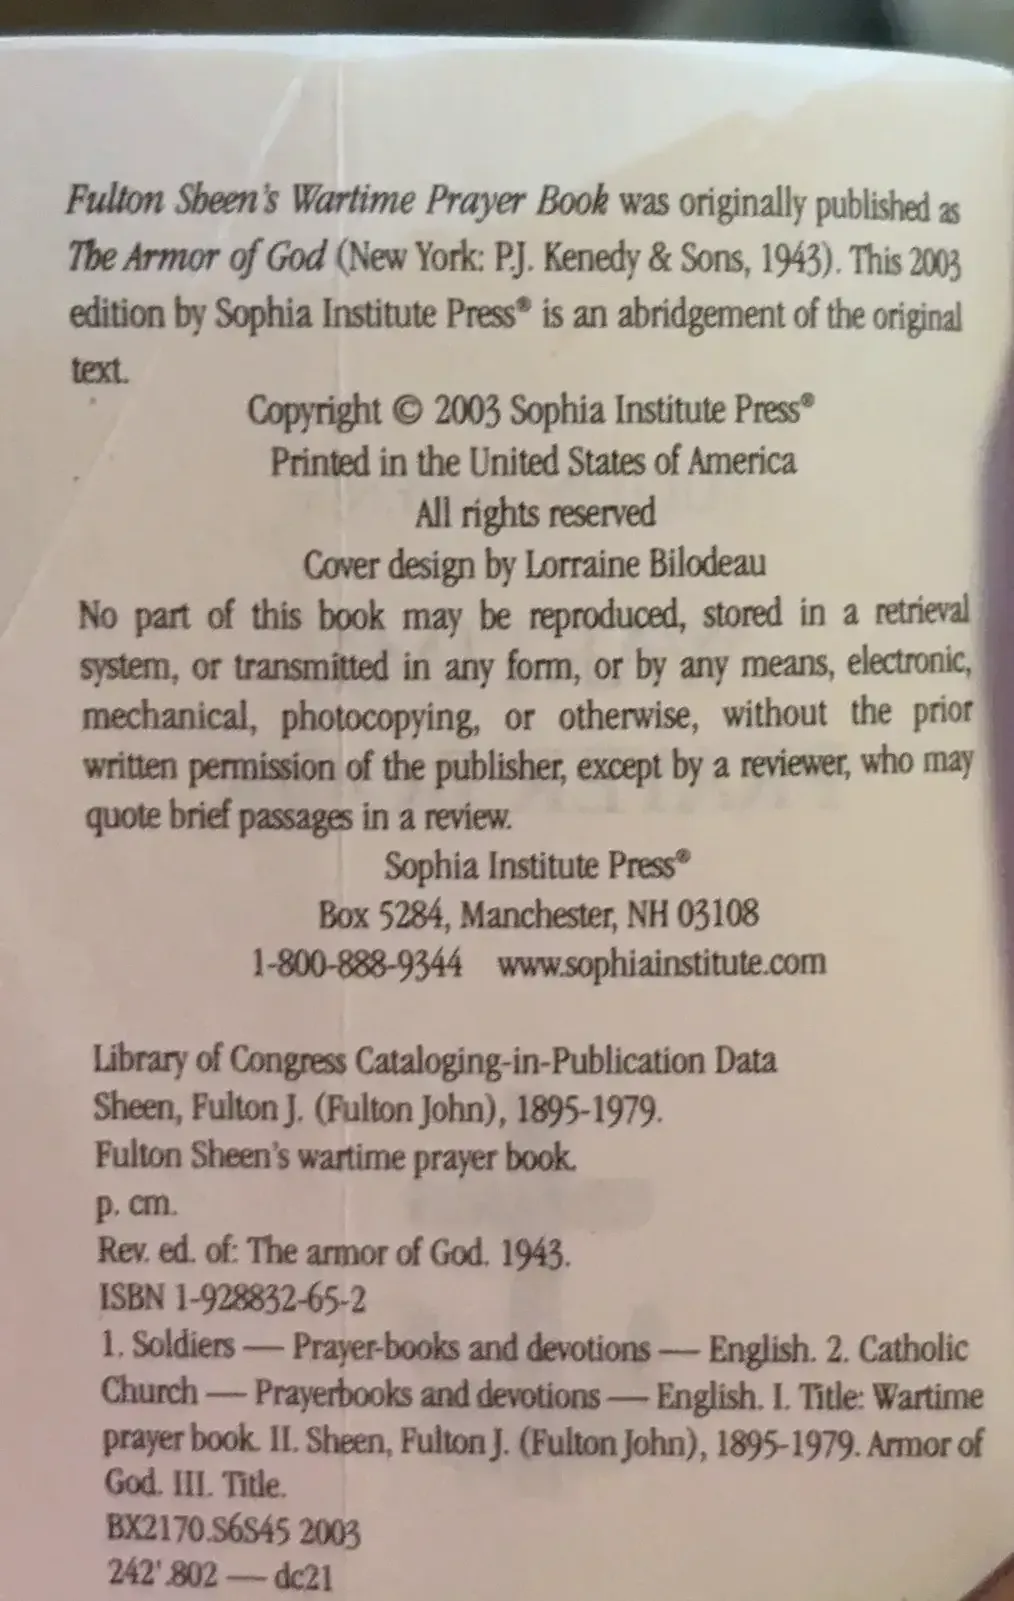 Fulton Sheen's Wartime Prayer Book was originally published as
The Armor of God (New York: P.J. Kenedy & Sons, 1943). This 2003
edition by Sophia Institute Press® is an abridgement of the original
text.
Copyright © 2003 Sophia Institute Press®
Printed in the United States of America
All rights reserved
Cover design by Lorraine Bilodeau
No part of this book may be reproduced, stored in a retrieval
system, or transmitted in any form, or by any means, electronic,
mechanical, photocopying, or otherwise, without the prior
written permission of the publisher, except by a reviewer, who may
quote brief passages in a review.
Sophia Institute Press®
Box 5284, Manchester, NH 03108
1-800-888-9344 www.sophiainstitute.com
Library of Congress Cataloging-in-Publication Data
Sheen, Fulton J. (Fulton John), 1895-1979.
Fulton Sheen's wartime prayer book.
p. cm.
Rev. ed. of: The armor of God. 1943.
ISBN 1-928832-65-2
1. Soldiers — Prayer-books and devotions — English. 2. Catholic
Church — Prayerbooks and devotions — English. I. Title: Wartime
prayer book. II. Sheen, Fulton J. (Fulton John), 1895-1979. Armor of
God. III. Title.
BX2170.S6S45 2003
242'.802 — dc21